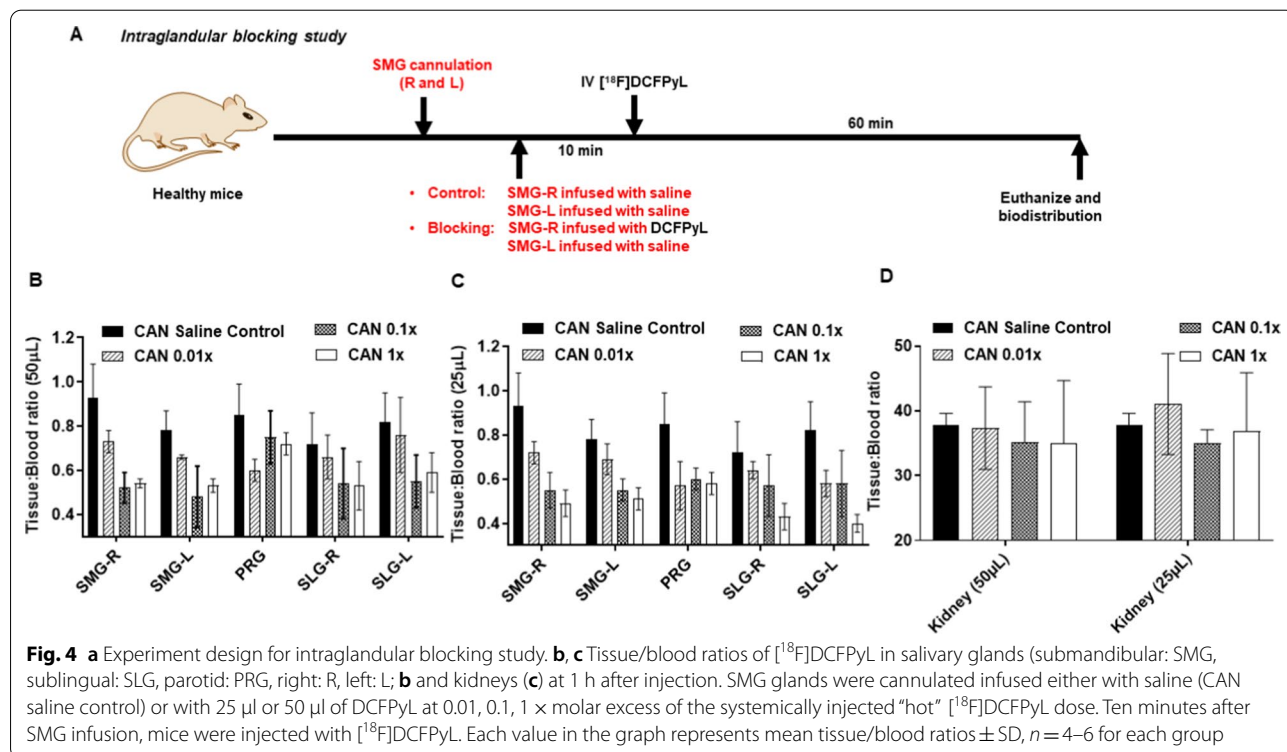 A Intraglandular blocking study
SMG cannulation
(R and L)
IV [¹⁸F]DCFPyL
60 min
10 min
Healthy mice
• Control: SMG-R infused with saline
SMG-L infused with saline
• Blocking: SMG-R infused with DCFPyL
SMG-L infused with saline
Euthanize and
biodistribution
B
CAN Saline Control
CAN 0.01x
CAN 0.1x
CAN 1x
Tissue:Blood ratio (50µL)
1.2
1.0
0.8
0.6
0.4
SMG-R
SMG-L
PRG
SLG-R
SLG-L
C
CAN Saline Control
CAN 0.01x
CAN 0.1x
CAN 1x
Tissue:Blood ratio (25µL)
1.2
1.0
0.8
0.6
0.4
SMG-R
SMG-L
PRG
SLG-R
SLG-L
D
CAN Saline Control
CAN 0.01x
CAN 0.1x
CAN 1x
Tissue:Blood ratio
50
40
30
20
Kidney (50µL)
Kidney (25µL)
Fig. 4 a Experiment design for intraglandular blocking study. b, c Tissue/blood ratios of [¹⁸F]DCFPyL in salivary glands (submandibular: SMG,
sublingual: SLG, parotid: PRG, right: R, left: L; b and kidneys (c) at 1 h after injection. SMG glands were cannulated infused either with saline (CAN
saline control) or with 25 µl or 50 µl of DCFPyL at 0.01, 0.1, 1 × molar excess of the systemically injected “hot” [¹⁸F]DCFPyL dose. Ten minutes after
SMG infusion, mice were injected with [¹⁸F]DCFPyL. Each value in the graph represents mean tissue/blood ratios ± SD, n = 4–6 for each group